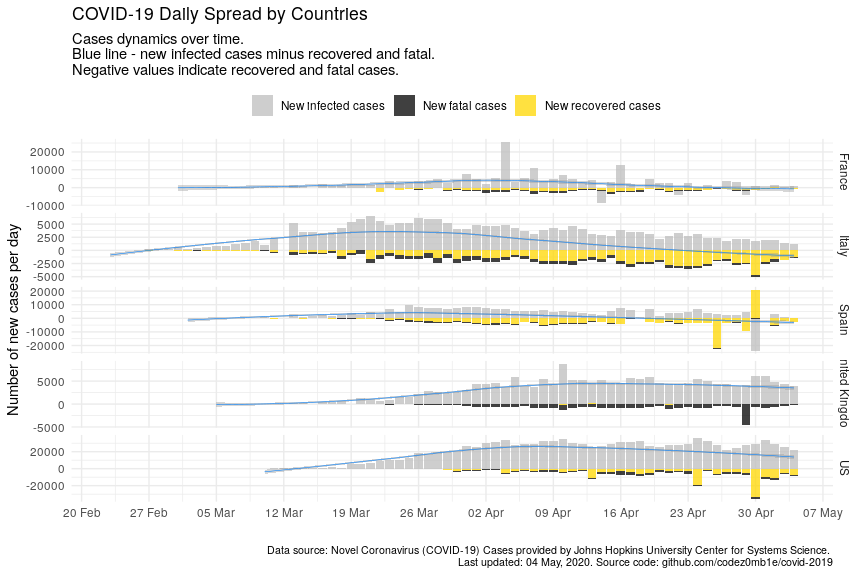 COVID-19 Daily Spread by Countries
Cases dynamics over time.
Blue line - new infected cases minus recovered and fatal.
Negative values indicate recovered and fatal cases.
New infected cases New fatal cases New recovered cases
Number of new cases per day
20000
10000
0
-10000
France
5000
2500
0
-2500
-5000
Italy
20000
10000
0
-10000
-20000
Spain
5000
0
-5000
nited Kingdo
20000
0
-20000
US
20 Feb 27 Feb 05 Mar 12 Mar 19 Mar 26 Mar 02 Apr 09 Apr 16 Apr 23 Apr 30 Apr 07 May
Data source: Novel Coronavirus (COVID-19) Cases provided by Johns Hopkins University Center for Systems Science.
Last updated: 04 May, 2020. Source code: github.com/codez0mb1e/covid-2019